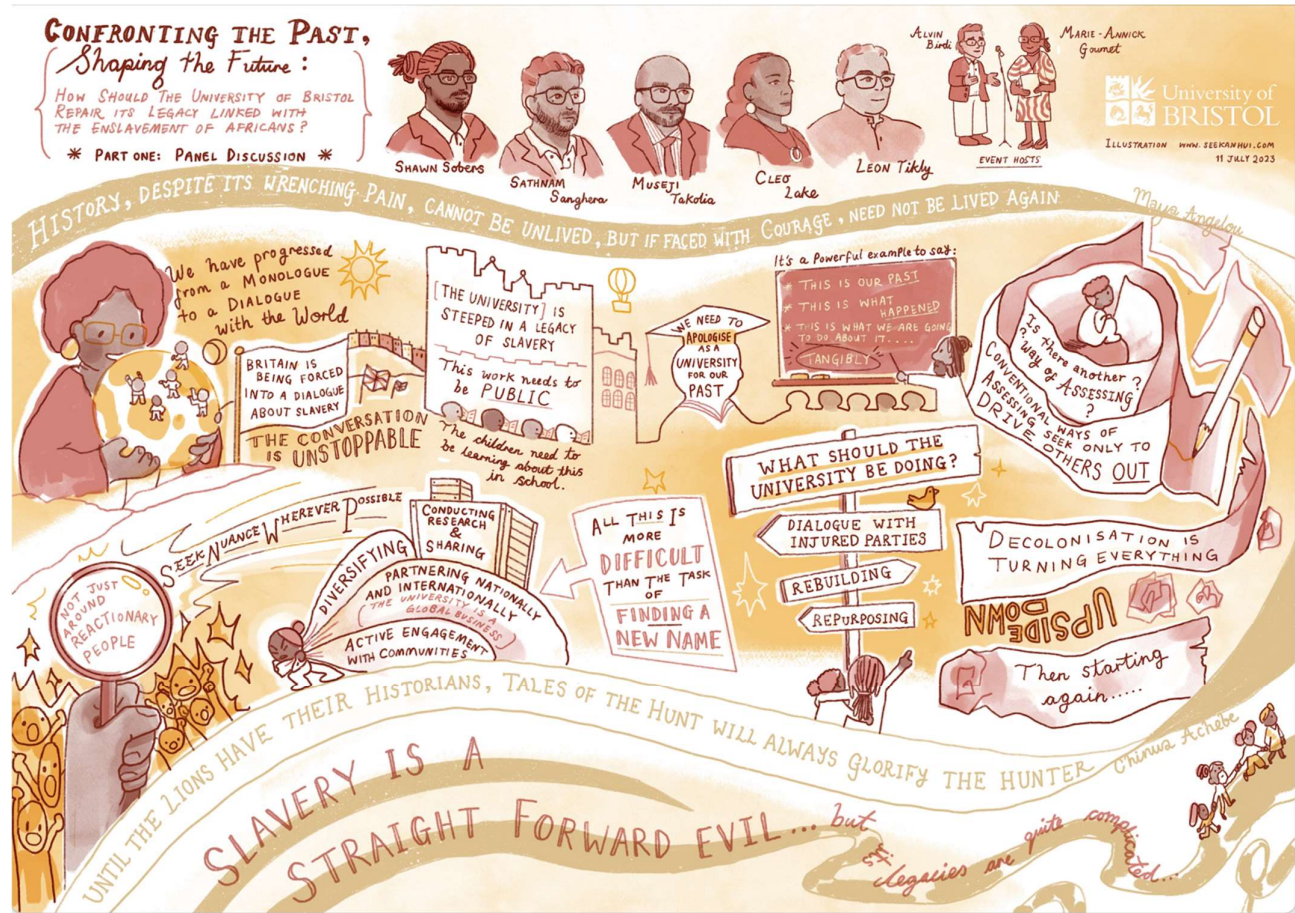 CONFRONTING THE PAST,
Shaping the Future:
HOW SHOULD THE UNIVERSITY OF BRISTOL
REPAIR ITS LEGACY LINKED WITH
THE ENSLAVEMENT OF AFRICANS?
* PART ONE: PANEL DISCUSSION *
SHAWN Sobers
SATHNAM
Sanghera
MUSEJI
Takolia
CLEO
Lake
LEON Tikly
ALVIN
Birdi
MARIE-ANNICK
Gournet
EVENT HOSTS
University of
BRISTOL
ILLUSTRATION WWW.SEEKANHUI.COM
11 JULY 2023
HISTORY, DESPITE ITS WRENCHING PAIN, CANNOT BE UNLIVED, BUT IF FACED WITH COURAGE, NEED NOT BE LIVED AGAIN
Maya Angelou
We have progressed
from a MONOLOGUE
to a DIALOGUE
with the World
BRITAIN IS
BEING FORCED
INTO A DIALOGUE
ABOUT SLAVERY
THE CONVERSATION
IS UNSTOPPABLE
[THE UNIVERSITY] IS
STEEPED IN A LEGACY
OF SLAVERY
This work needs to
be PUBLIC
The children need to
be learning about this
in school.
WE NEED TO
APOLOGISE
AS A
UNIVERSITY
FOR OUR
PAST
It's a Powerful example to say:
* THIS IS OUR PAST
* THIS IS WHAT
HAPPENED
* THIS IS WHAT WE ARE GOING
TO DO ABOUT IT....
TANGIBLY
Is there another ?
? way of ASSESSING
?
CONVENTIONAL WAYS OF
ASSESSING SEEK ONLY TO
DRIVE OTHERS OUT
SEEK NUANCE WHEREVER POSSIBLE
NOT JUST
AROUND
REACTIONARY
PEOPLE
CONDUCTING
RESEARCH
&
SHARING
DIVERSIFYING
PARTNERING NATIONALLY
AND INTERNATIONALLY
(THE UNIVERSITY IS A
GLOBAL BUSINESS)
ACTIVE ENGAGEMENT
WITH COMMUNITIES
ALL THIS IS
MORE
DIFFICULT
THAN THE TASK
OF
FINDING A
NEW NAME
WHAT SHOULD THE
UNIVERSITY BE DOING?
DIALOGUE WITH
INJURED PARTIES
REBUILDING
REPURPOSING
DECOLONISATION IS
TURNING EVERYTHING
UPSIDE
DOWN
Then starting
again.....
UNTIL THE LIONS HAVE THEIR HISTORIANS, TALES OF THE HUNT WILL ALWAYS GLORIFY THE HUNTER
Chinua Achebe
SLAVERY IS A
STRAIGHT FORWARD EVIL... but
its legacies are quite complicated...